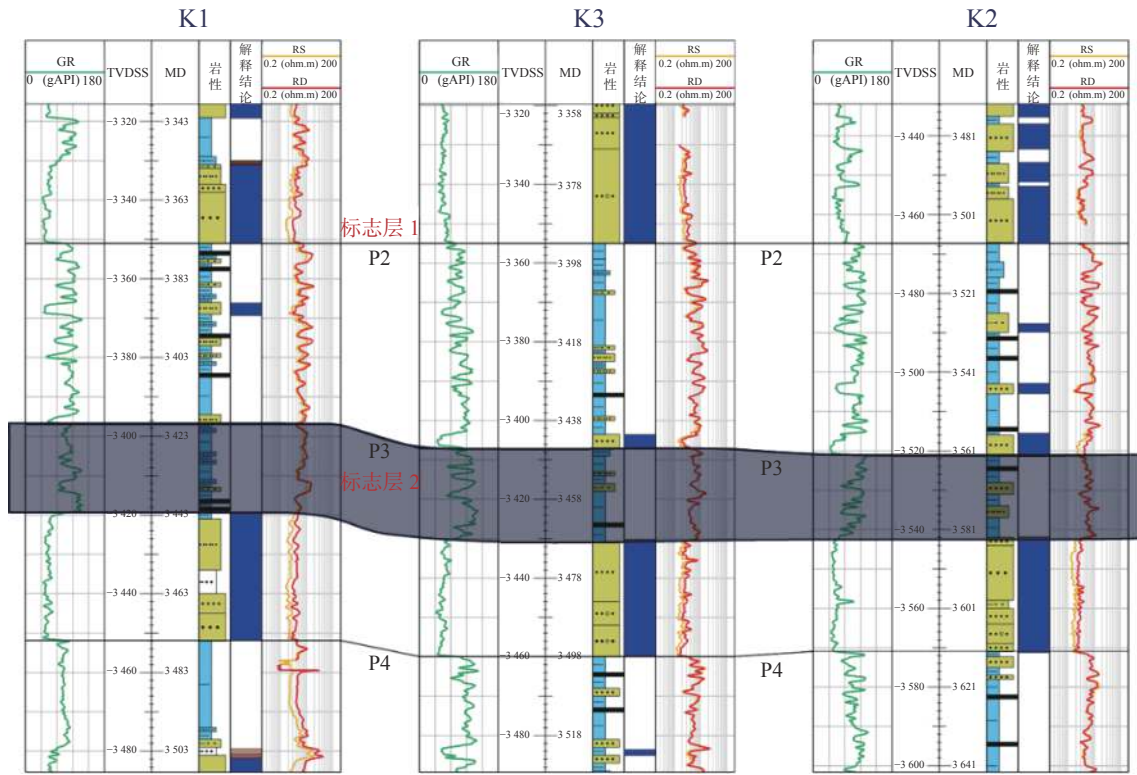 K1
K3
K2
GR
0 (gAPI) 180
TVDSS
MD
岩性
解释结论
RS
0.2 (ohm.m) 200
RD
0.2 (ohm.m) 200
GR
0 (gAPI) 180
TVDSS
MD
岩性
解释结论
RS
0.2 (ohm.m) 200
RD
0.2 (ohm.m) 200
GR
0 (gAPI) 180
TVDSS
MD
岩性
解释结论
RS
0.2 (ohm.m) 200
RD
0.2 (ohm.m) 200
−3 320 3 343
−3 340 3 363
−3 360 3 383
−3 380 3 403
−3 400 3 423
−3 420 3 443
−3 440 3 463
−3 460 3 483
−3 480 3 503
标志层 1
P2
P3
标志层 2
P4
−3 320 3 358
−3 340 3 378
−3 360 3 398
−3 380 3 418
−3 400 3 438
−3 420 3 458
−3 440 3 478
−3 460 3 498
−3 480 3 518
P2
P3
P4
−3 440 3 481
−3 460 3 501
−3 480 3 521
−3 500 3 541
−3 520 3 561
−3 540 3 581
−3 560 3 601
−3 580 3 621
−3 600 3 641